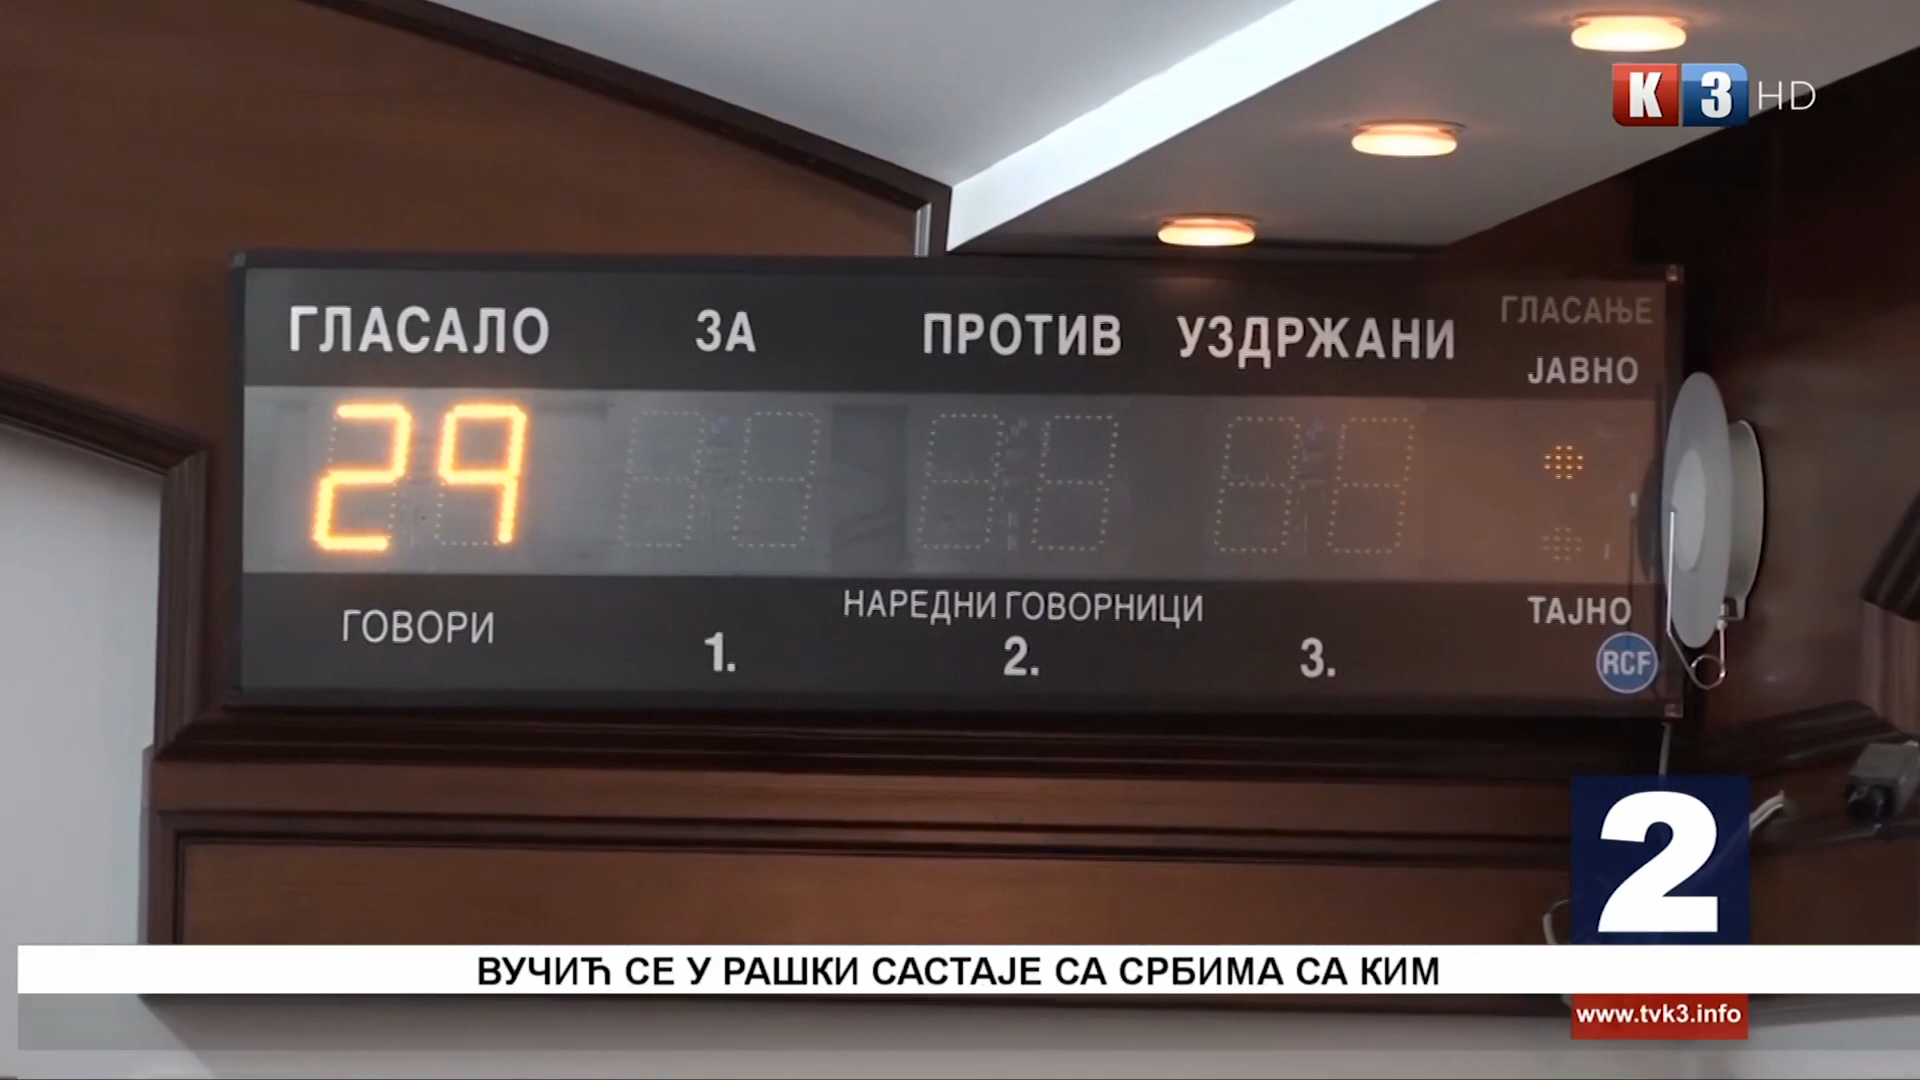 К3 HD
ГЛАСАЛО ЗА ПРОТИВ УЗДРЖАНИ ГЛАСАЊЕ
ЈАВНО
29
ГОВОРИ НАРЕДНИ ГОВОРНИЦИ ТАЈНО
1. 2. 3.
RCF
2
ВУЧИЋ СЕ У РАШКИ САСТАЈЕ СА СРБИМА СА КИМ
www.tvk3.info